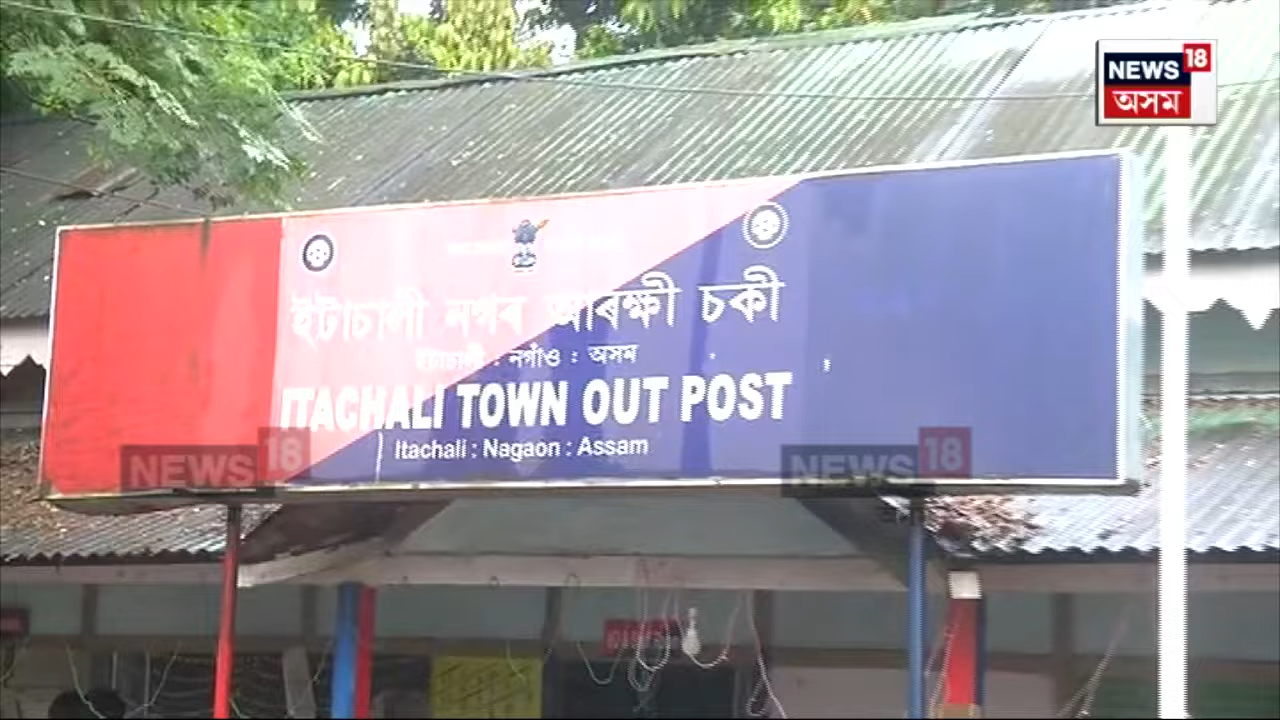 NEWS 18
অসম
ইটাচালী নগৰ আৰক্ষী চকী
ইটাচালী : নগাঁও : অসম
ITACHALI TOWN OUT POST
Itachali : Nagaon : Assam
NEWS 18
NEWS 18